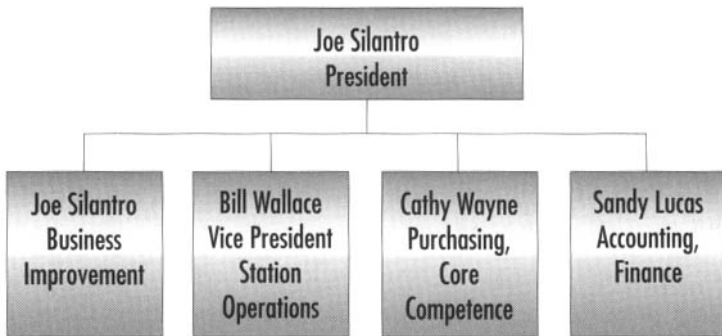 Joe Silantro
President
Joe Silantro
Business
Improvement
Bill Wallace
Vice President
Station
Operations
Cathy Wayne
Purchasing,
Core
Competence
Sandy Lucas
Accounting,
Finance